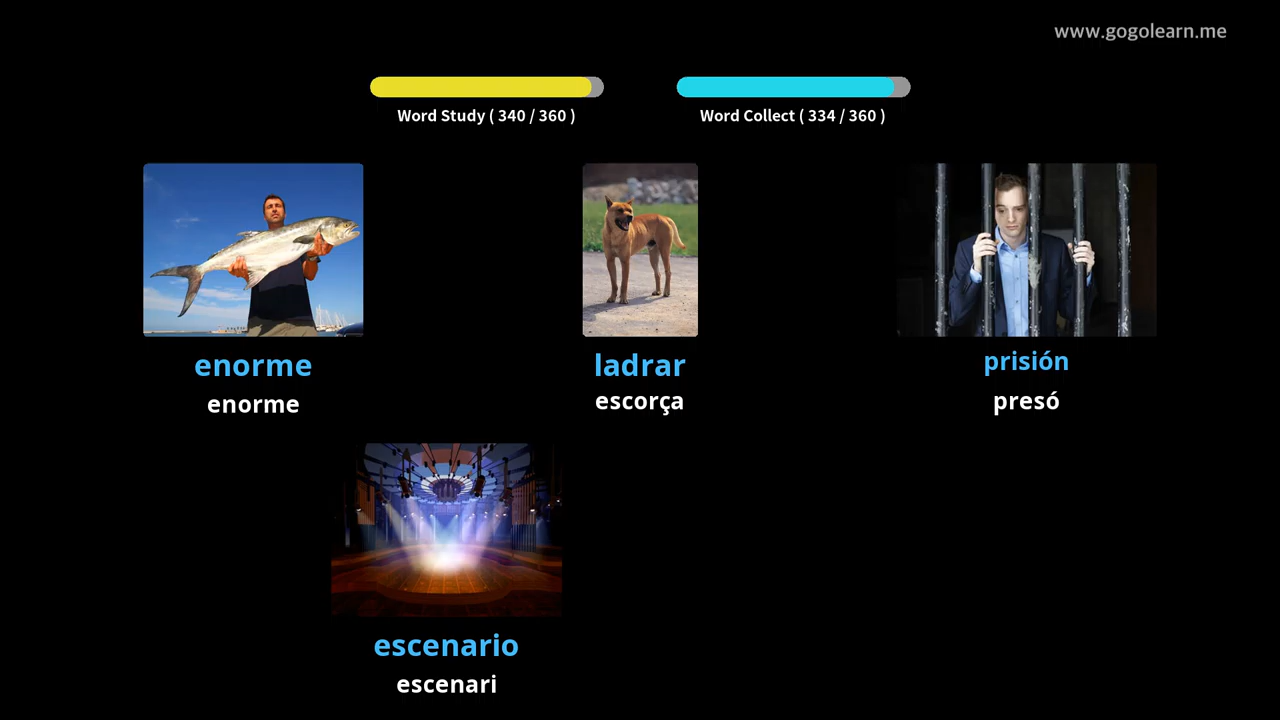 www.gogolearn.me
Word Study ( 340 / 360 )
Word Collect ( 334 / 360 )
enorme
enorme
ladrar
escorça
prisión
presó
escenario
escenari